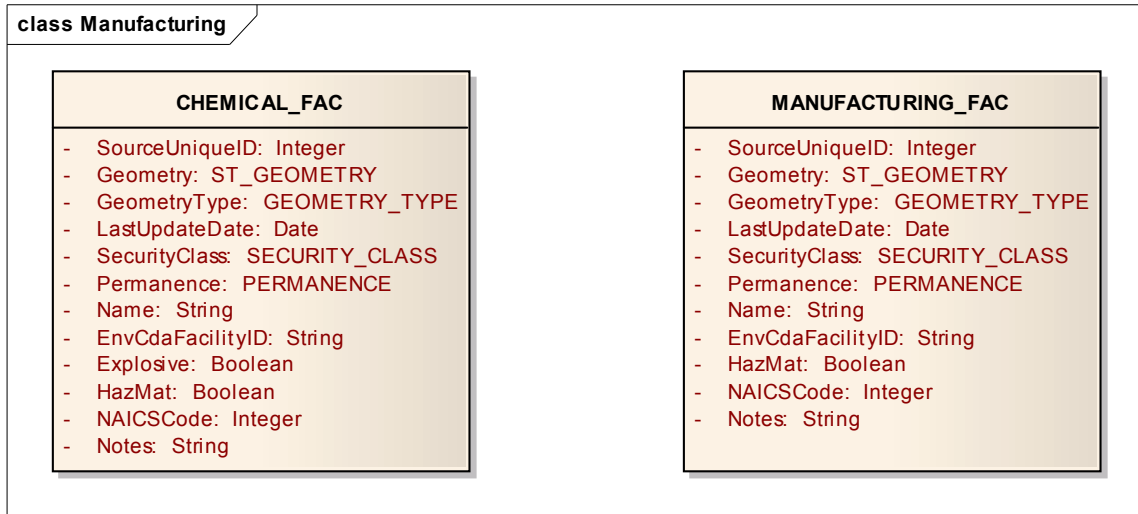 class Manufacturing
CHEMICAL_FAC
- SourceUniqueID: Integer
- Geometry: ST_GEOMETRY
- GeometryType: GEOMETRY_TYPE
- LastUpdateDate: Date
- SecurityClass: SECURITY_CLASS
- Permanence: PERMANENCE
- Name: String
- EnvCdaFacilityID: String
- Explosive: Boolean
- HazMat: Boolean
- NAICSCode: Integer
- Notes: String
MANUFACTURING_FAC
- SourceUniqueID: Integer
- Geometry: ST_GEOMETRY
- GeometryType: GEOMETRY_TYPE
- LastUpdateDate: Date
- SecurityClass: SECURITY_CLASS
- Permanence: PERMANENCE
- Name: String
- EnvCdaFacilityID: String
- HazMat: Boolean
- NAICSCode: Integer
- Notes: String